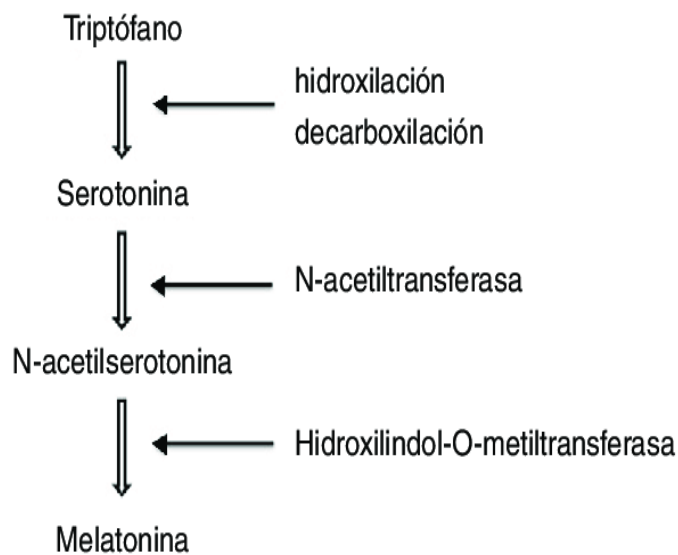 Triptófano
hidroxilación
decarboxilación
Serotonina
N-acetiltransferasa
N-acetilserotonina
Hidroxilindol-O-metiltransferasa
Melatonina